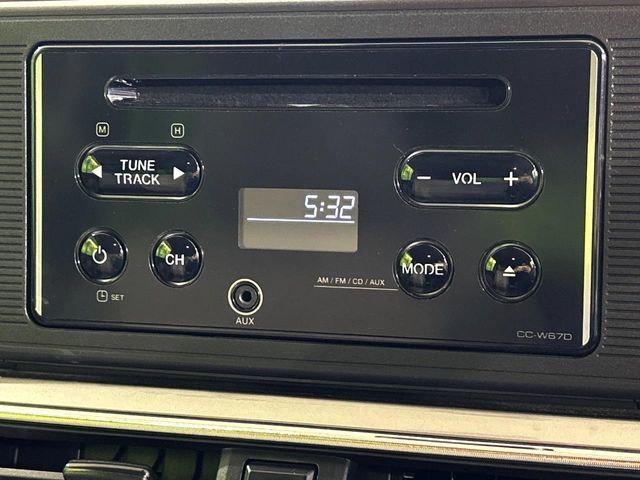 M H
TUNE
TRACK
− VOL +
5:32
CH
MODE
SET
AM / FM / CD / AUX
AUX
CC-W67D